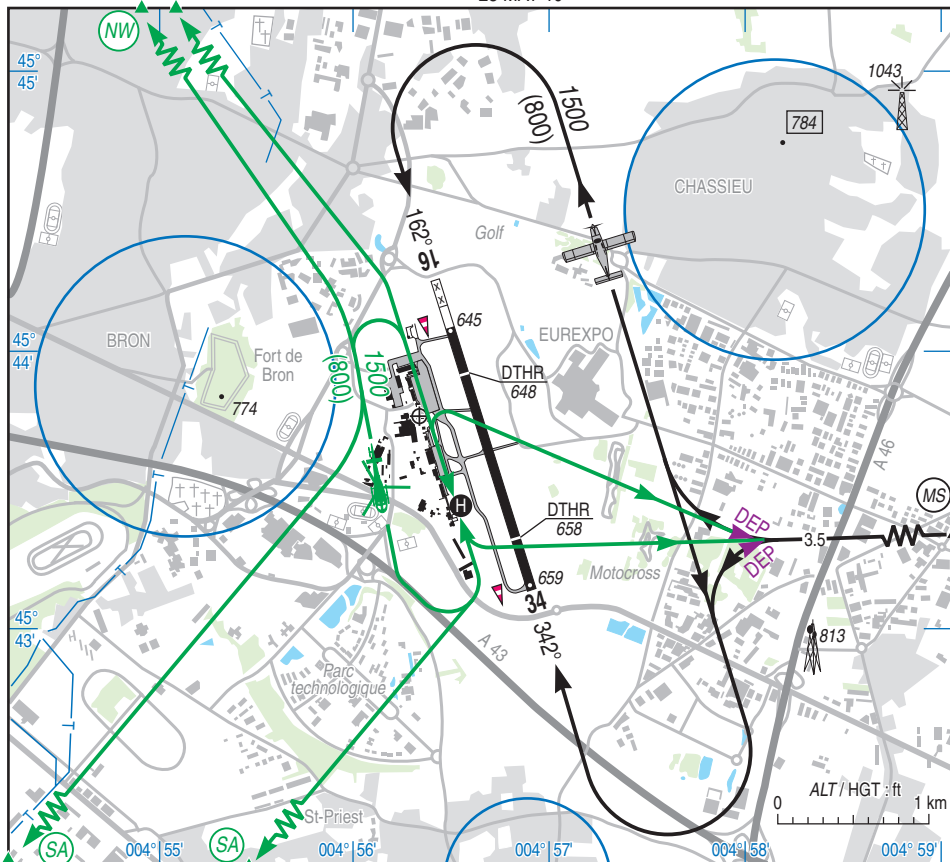 NW
45°
45'
1500
(800)
1043
784
CHASSIEU
162°
16
Golf
645
BRON
45°
44'
Fort de
Bron
774
1500
(800)
DTHR
648
EUREXPO
A 46
MS
H
DTHR
658
DEP
DEP
3.5
Motocross
659
34
342°
45°
43'
813
A 43
Parc
technologique
ALT / HGT : ft
0
1 km
St-Priest
SA
SA
004° 55'
004° 56'
004° 57'
004° 58'
004° 59'
T
T
T
T
T
T
H